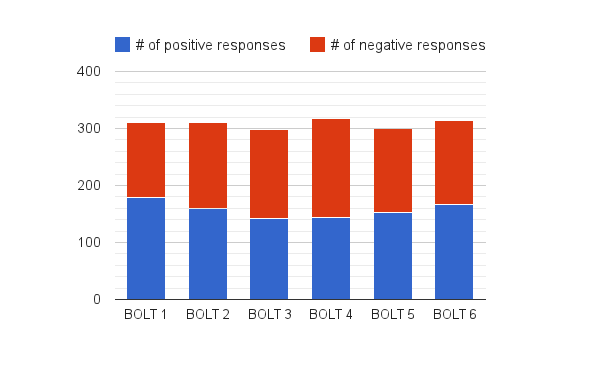 # of positive responses # of negative responses
400
300
200
100
0
BOLT 1 BOLT 2 BOLT 3 BOLT 4 BOLT 5 BOLT 6